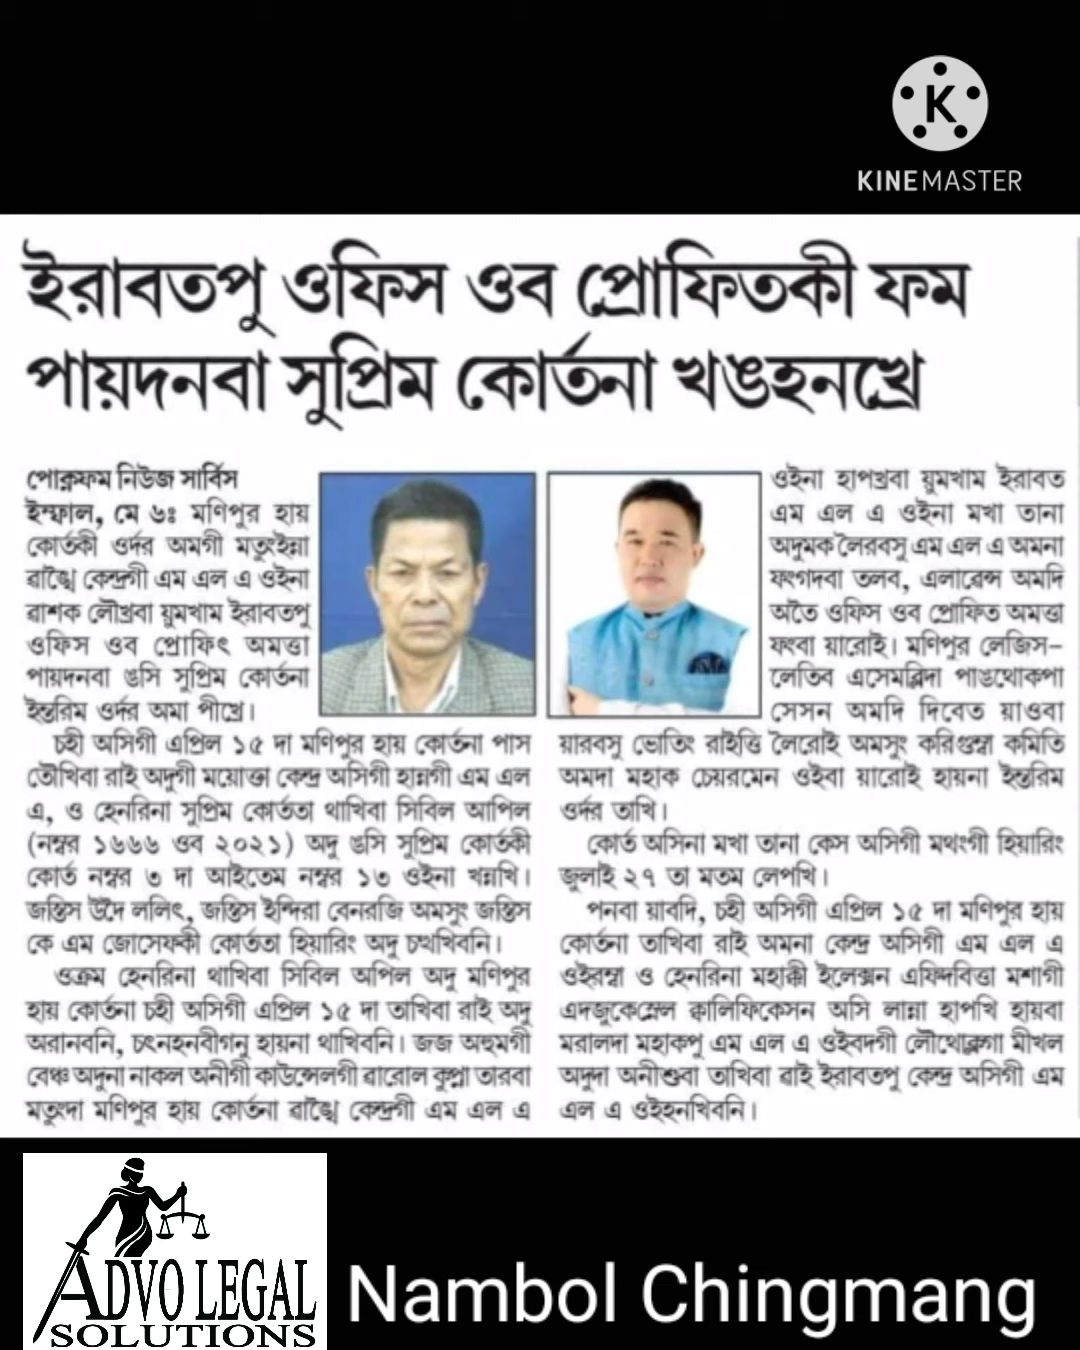 K
KINEMASTER
ইরাবতপু ওফিস ওব প্রোফিতকী ফম
পায়দনবা সুপ্রিম কোর্তনা খঙহনখ্রে
পোক্নফম নিউজ সার্বিস
ইম্ফাল, মে ৬ঃ মণিপুর হায়
কোর্তকী ওর্দর অমগী মতুংইন্না
ৱাঙ্খৈ কেন্দ্রগী এম এল এ ওইনা
ৱাশক লৌখ্রবা য়ুমখাম ইরাবতপু
ওফিস ওব প্রোফিৎ অমত্তা
পায়দনবা ঙসি সুপ্রিম কোর্তনা
ইন্তরিম ওর্দর অমা পীখ্রে।
চহী অসিগী এপ্রিল ১৫ দা মণিপুর হায় কোর্তনা পাস
তৌখিবা রাই অদুগী ময়োক্তা কেন্দ্র অসিগী হান্নগী এম এল
এ, ও হেনরিনা সুপ্রিম কোর্ততা থাখিবা সিবিল আপিল
(নম্বর ১৬৬৬ ওব ২০২১) অদু ঙসি সুপ্রিম কোর্তকী
কোর্ত নম্বর ৩ দা আইতেম নম্বর ১৩ ওইনা খন্নখি।
জস্তিস উদৈ ললিৎ, জস্তিস ইন্দিরা বেনরজি অমসুং জস্তিস
কে এম জোসেফকী কোর্ততা হিয়ারিং অদু চত্থখিবনি।
ওক্রম হেনরিনা থাখিবা সিবিল অপিল অদু মণিপুর
হায় কোর্তনা চহী অসিগী এপ্রিল ১৫ দা তাখিবা রাই অদু
অরানবনি, চৎনহনবীগনু হায়না থাখিবনি। জজ অহুমগী
বেঞ্চ অদুনা নাকল অনীগী কাউন্সেলগী ৱারোল কুপ্না তারবা
মতুংদা মণিপুর হায় কোর্তনা ৱাঙ্খৈ কেন্দ্রগী এম এল এ
ওইনা হাপখ্রবা য়ুমখাম ইরাবত
এম এল এ ওইনা মখা তানা
অদুমক লৈরবসু এম এল এ অমনা
ফংগদবা তলব, এলাৱেন্স অমদি
অতৈ ওফিস ওব প্রোফিত অমত্তা
ফংবা য়ারোই। মণিপুর লেজিস-
লেতিব এসেমব্লিদা পাঙথোকপা
সেসন অমদি দিবেত য়াওবা
য়ারবসু ভোতিং রাইত্তি লৈরোই অমসুং করিগুম্বা কমিতি
অমদা মহাক চেয়রমেন ওইবা য়ারোই হায়না ইন্তরিম
ওর্দর তাখি।
কোর্ত অসিনা মখা তানা কেস অসিগী মথংগী হিয়ারিং
জুলাই ২৭ তা মতম লেপখি।
পনবা য়াবদি, চহী অসিগী এপ্রিল ১৫ দা মণিপুর হায়
কোর্তনা তাখিবা রাই অমনা কেন্দ্র অসিগী এম এল এ
ওইরম্বা ও হেনরিনা মহাক্কী ইলেক্সন এফিদবিত্তা মশাগী
এদজুকেস্নেল ক্বালিফিকেসন অসি লান্না হাপখি হায়বা
মরালদা মহাকপু এম এল এ ওইবদগী লৌথোক্লগা মীখল
অদুদা অনীশুবা তাখিবা ৱাই ইরাবতপু কেন্দ্র অসিগী এম
এল এ ওইহনখিবনি।
ADVO LEGAL
SOLUTIONS
Nambol Chingmang